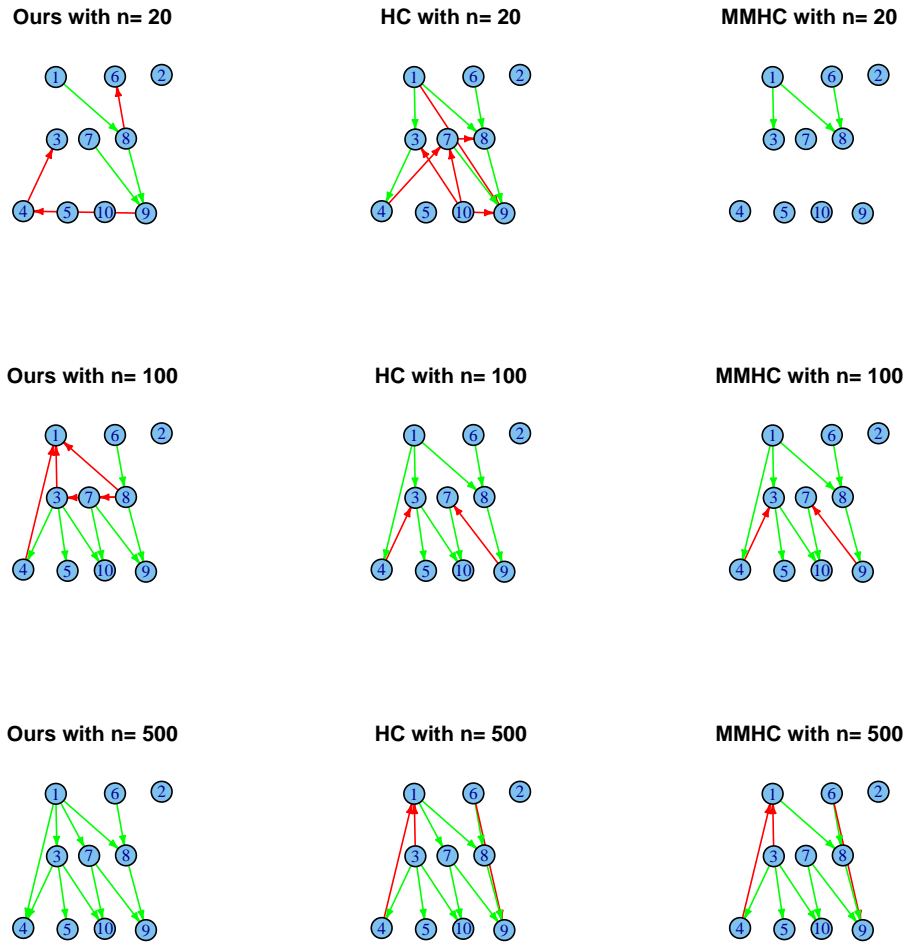 Ours with n= 20 HC with n= 20 MMHC with n= 20
1 6 2 1 6 2 1 6 2
3 7 8 3 7 8 3 7 8
4 5 10 9 4 5 10 9 4 5 10 9
Ours with n= 100 HC with n= 100 MMHC with n= 100
1 6 2 1 6 2 1 6 2
3 7 8 3 7 8 3 7 8
4 5 10 9 4 5 10 9 4 5 10 9
Ours with n= 500 HC with n= 500 MMHC with n= 500
1 6 2 1 6 2 1 6 2
3 7 8 3 7 8 3 7 8
4 5 10 9 4 5 10 9 4 5 10 9